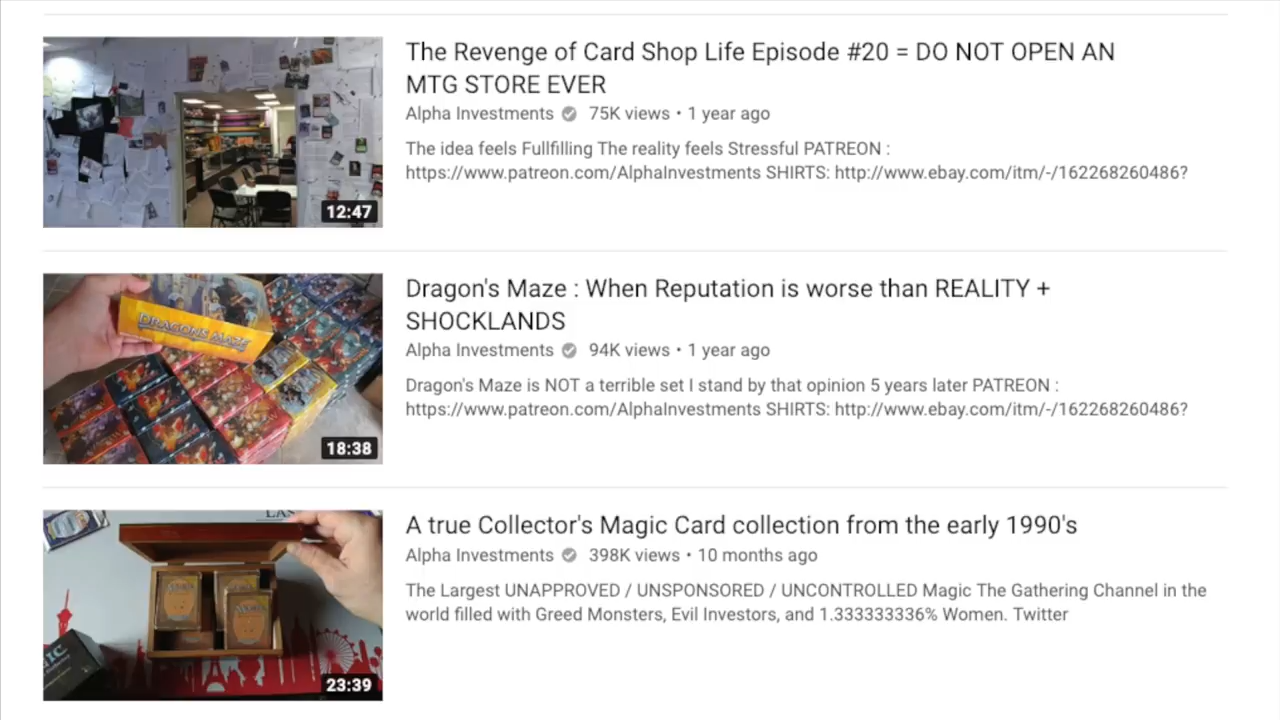 The Revenge of Card Shop Life Episode #20 = DO NOT OPEN AN
MTG STORE EVER
Alpha Investments 75K views • 1 year ago
The idea feels Fullfilling The reality feels Stressful PATREON :
https://www.patreon.com/AlphaInvestments SHIRTS: http://www.ebay.com/itm/-/162268260486?
12:47
Dragon's Maze : When Reputation is worse than REALITY +
SHOCKLANDS
Alpha Investments 94K views • 1 year ago
Dragon's Maze is NOT a terrible set I stand by that opinion 5 years later PATREON :
https://www.patreon.com/AlphaInvestments SHIRTS: http://www.ebay.com/itm/-/162268260486?
DRAGON'S MAZE
18:38
A true Collector's Magic Card collection from the early 1990's
Alpha Investments 398K views • 10 months ago
The Largest UNAPPROVED / UNSPONSORED / UNCONTROLLED Magic The Gathering Channel in the
world filled with Greed Monsters, Evil Investors, and 1.333333336% Women. Twitter
23:39